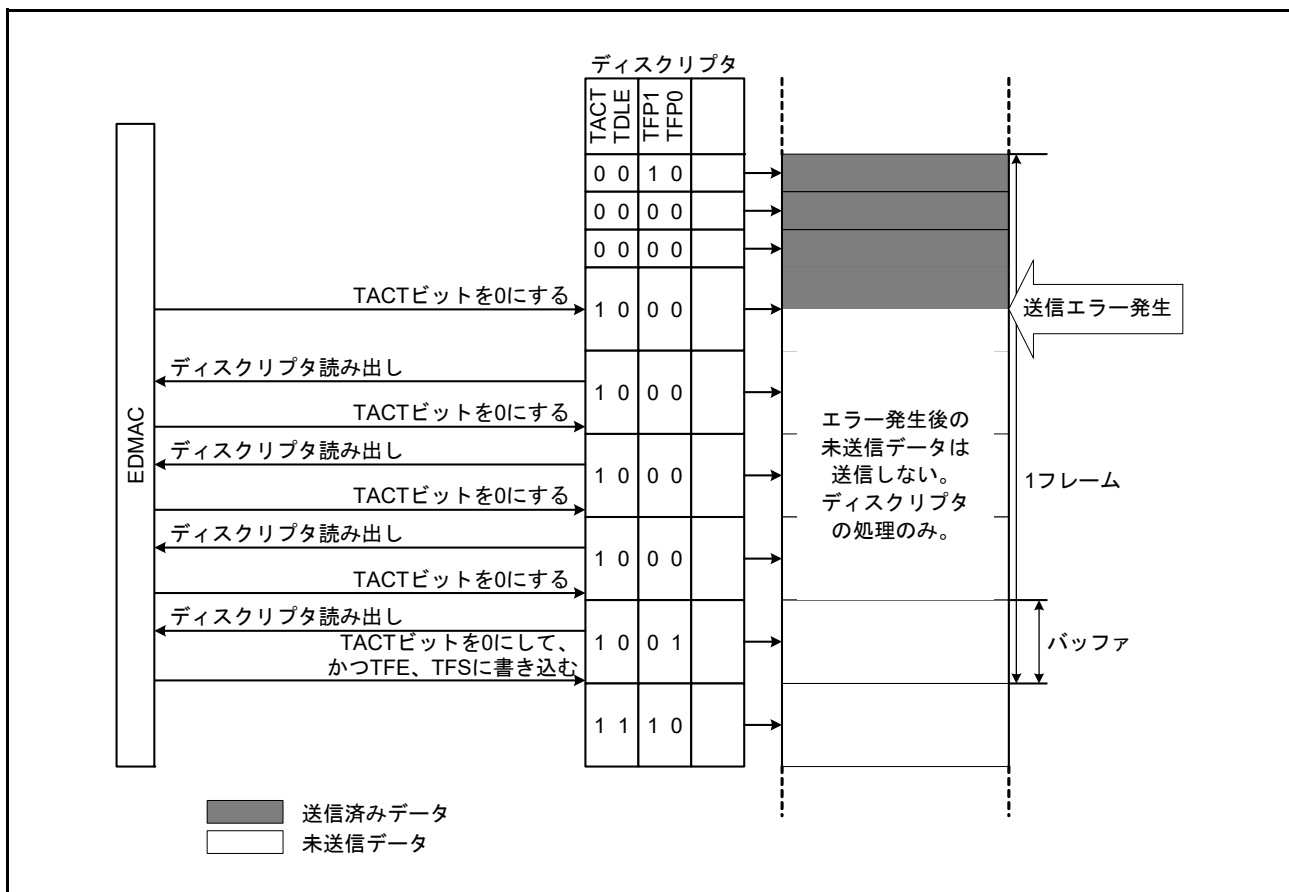 ディスクリプタ
TACT
TDLE
TFP1
TFP0
0 0 1 0
0 0 0 0
0 0 0 0
TACTビットを0にする
1 0 0 0
送信エラー発生
ディスクリプタ読み出し
1 0 0 0
TACTビットを0にする
ディスクリプタ読み出し
1 0 0 0
TACTビットを0にする
ディスクリプタ読み出し
1 0 0 0
TACTビットを0にする
ディスクリプタ読み出し
TACTビットを0にして、
かつTFE、TFSに書き込む
1 0 0 1
1 1 1 0
EDMAC
エラー発生後の
未送信データは
送信しない。
ディスクリプタ
の処理のみ。
1フレーム
バッファ
送信済みデータ
未送信データ